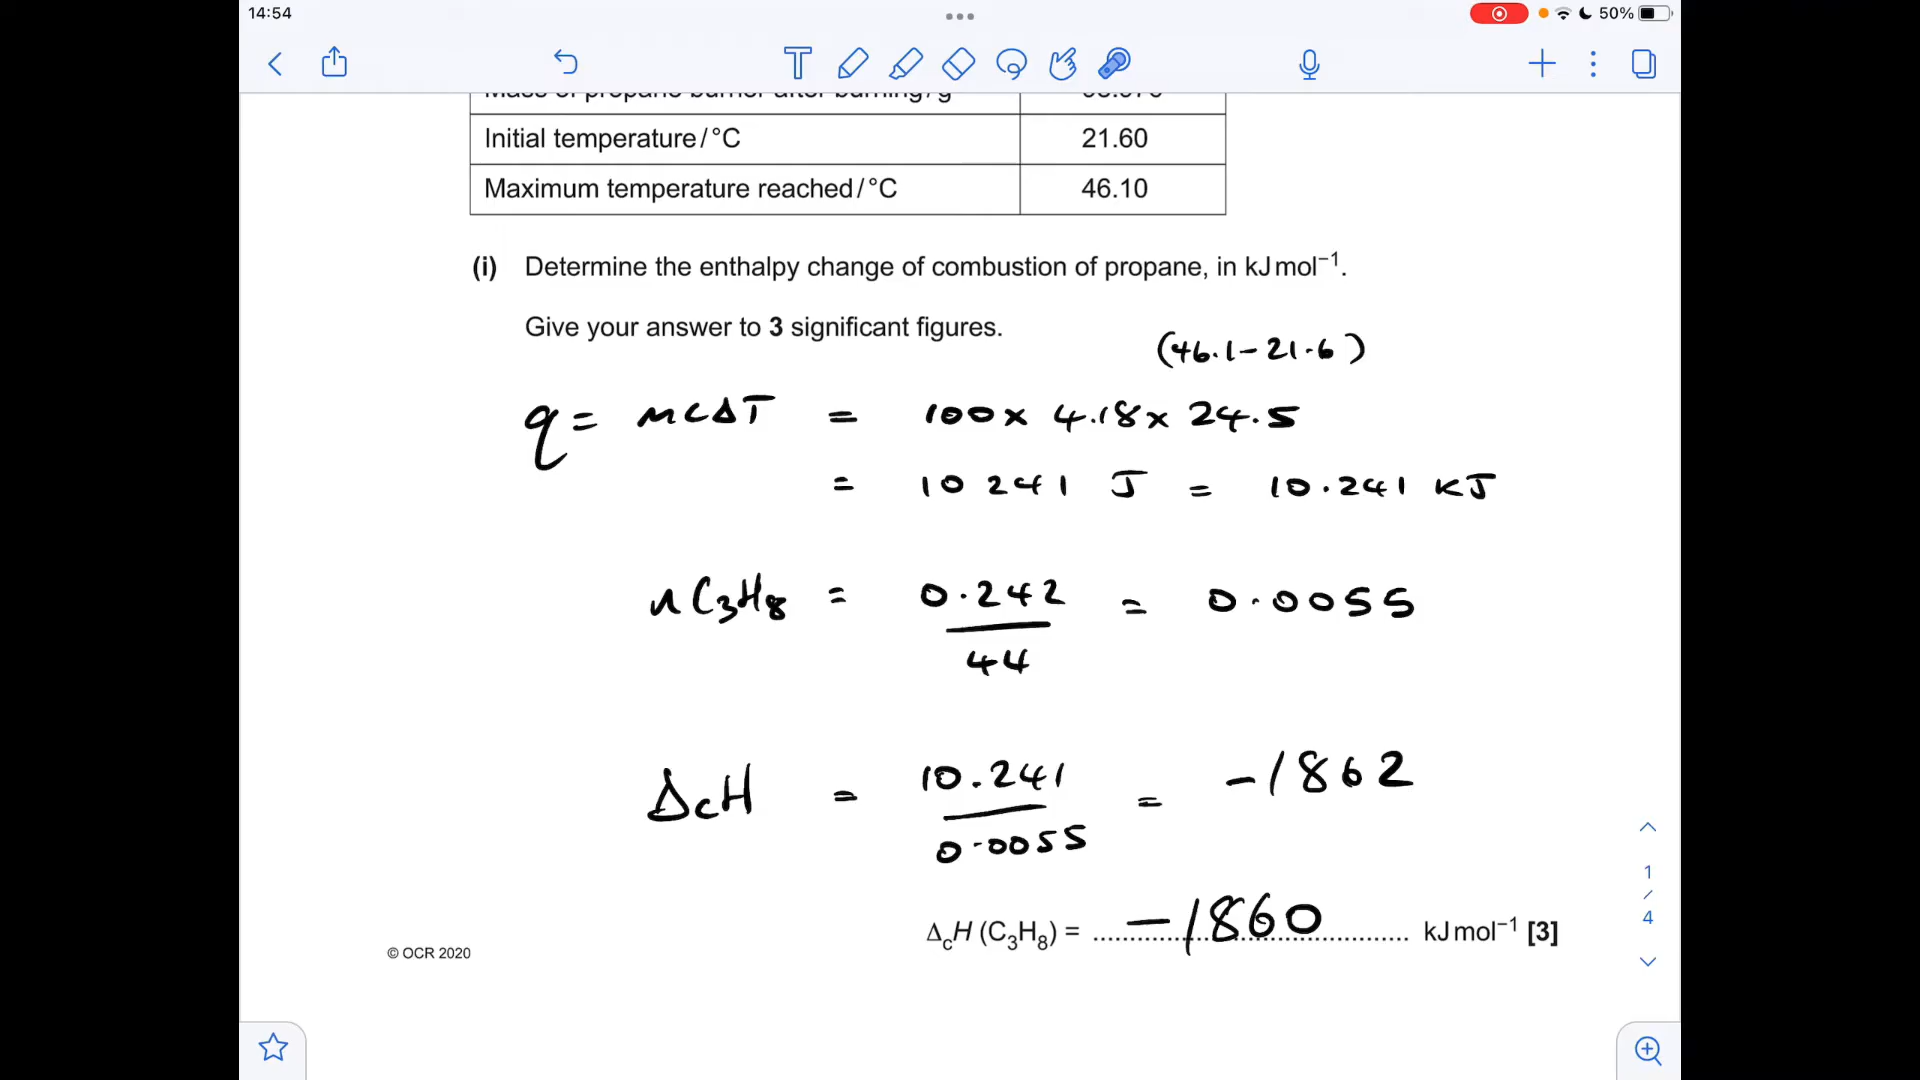 14:54
50%
Initial temperature/°C 21.60
Maximum temperature reached/°C 46.10
(i) Determine the enthalpy change of combustion of propane, in kJ mol⁻¹.
Give your answer to 3 significant figures.
(46.1-21.6)
q = mcΔT = 100 x 4.18 x 24.5
= 10 241 J = 10.241 KJ
nC₃H₈ = 0.242 / 44 = 0.0055
ΔcH = 10.241 / 0.0055 = -1862
ΔcH (C₃H₈) = .......... -1860 .......... kJ mol⁻¹ [3]
© OCR 2020
1
/
4